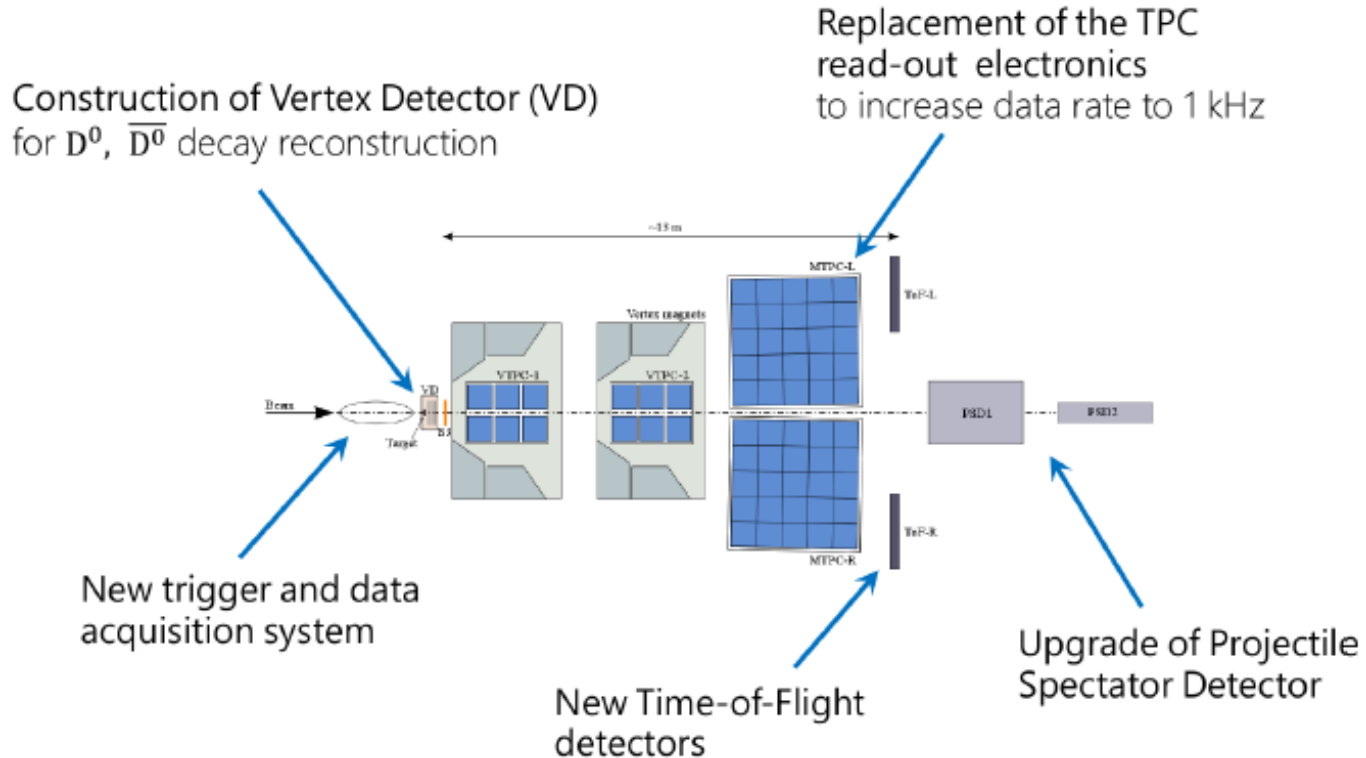 Replacement of the TPC
read-out electronics
to increase data rate to 1 kHz
Construction of Vertex Detector (VD)
for D⁰, D̅⁰ decay reconstruction
~13 m
MTPC-L
ToF-L
Vertex magnets
VTPC-1
VTPC-2
VD
Beam
Target
PSD1
PSD2
ToF-R
MTPC-R
New trigger and data
acquisition system
New Time-of-Flight
detectors
Upgrade of Projectile
Spectator Detector